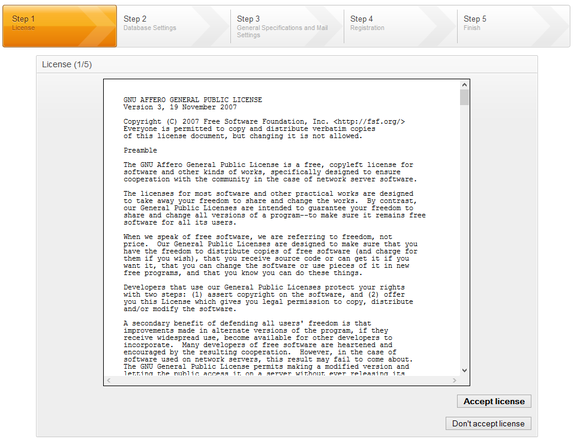 Step 1
License
Step 2
Database Settings
Step 3
General Specifications and Mail
Settings
Step 4
Registration
Step 5
Finish
License (1/5)
GNU AFFERO GENERAL PUBLIC LICENSE
Version 3, 19 November 2007
Copyright (C) 2007 Free Software Foundation, Inc. <http://fsf.org/>
Everyone is permitted to copy and distribute verbatim copies
of this license document, but changing it is not allowed.
Preamble
The GNU Affero General Public License is a free, copyleft license for
software and other kinds of works, specifically designed to ensure
cooperation with the community in the case of network server software.
The licenses for most software and other practical works are designed
to take away your freedom to share and change the works. By contrast,
our General Public Licenses are intended to guarantee your freedom to
share and change all versions of a program--to make sure it remains free
software for all its users.
When we speak of free software, we are referring to freedom, not
price. Our General Public Licenses are designed to make sure that you
have the freedom to distribute copies of free software (and charge for
them if you wish), that you receive source code or can get it if you
want it, that you can change the software or use pieces of it in new
free programs, and that you know you can do these things.
Developers that use our General Public Licenses protect your rights
with two steps: (1) assert copyright on the software, and (2) offer
you this License which gives you legal permission to copy, distribute
and/or modify the software.
A secondary benefit of defending all users' freedom is that
improvements made in alternate versions of the program, if they
receive widespread use, become available for other developers to
incorporate. Many developers of free software are heartened and
encouraged by the resulting cooperation. However, in the case of
software used on network servers, this result may fail to come about.
The GNU General Public License permits making a modified version and
letting the public access it on a server without ever releasing its
Accept license
Don't accept license